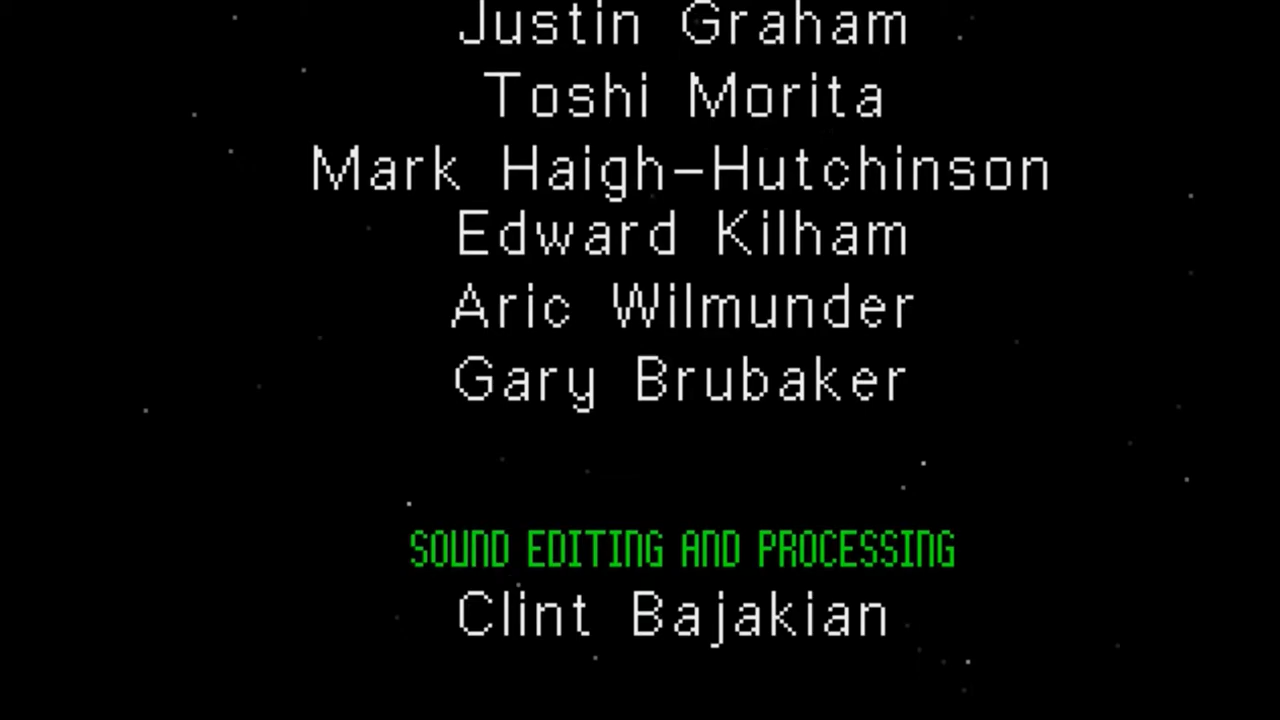 Justin Graham
Toshi Morita
Mark Haigh-Hutchinson
Edward Kilham
Aric Wilmunder
Gary Brubaker
SOUND EDITING AND PROCESSING
Clint Bajakian